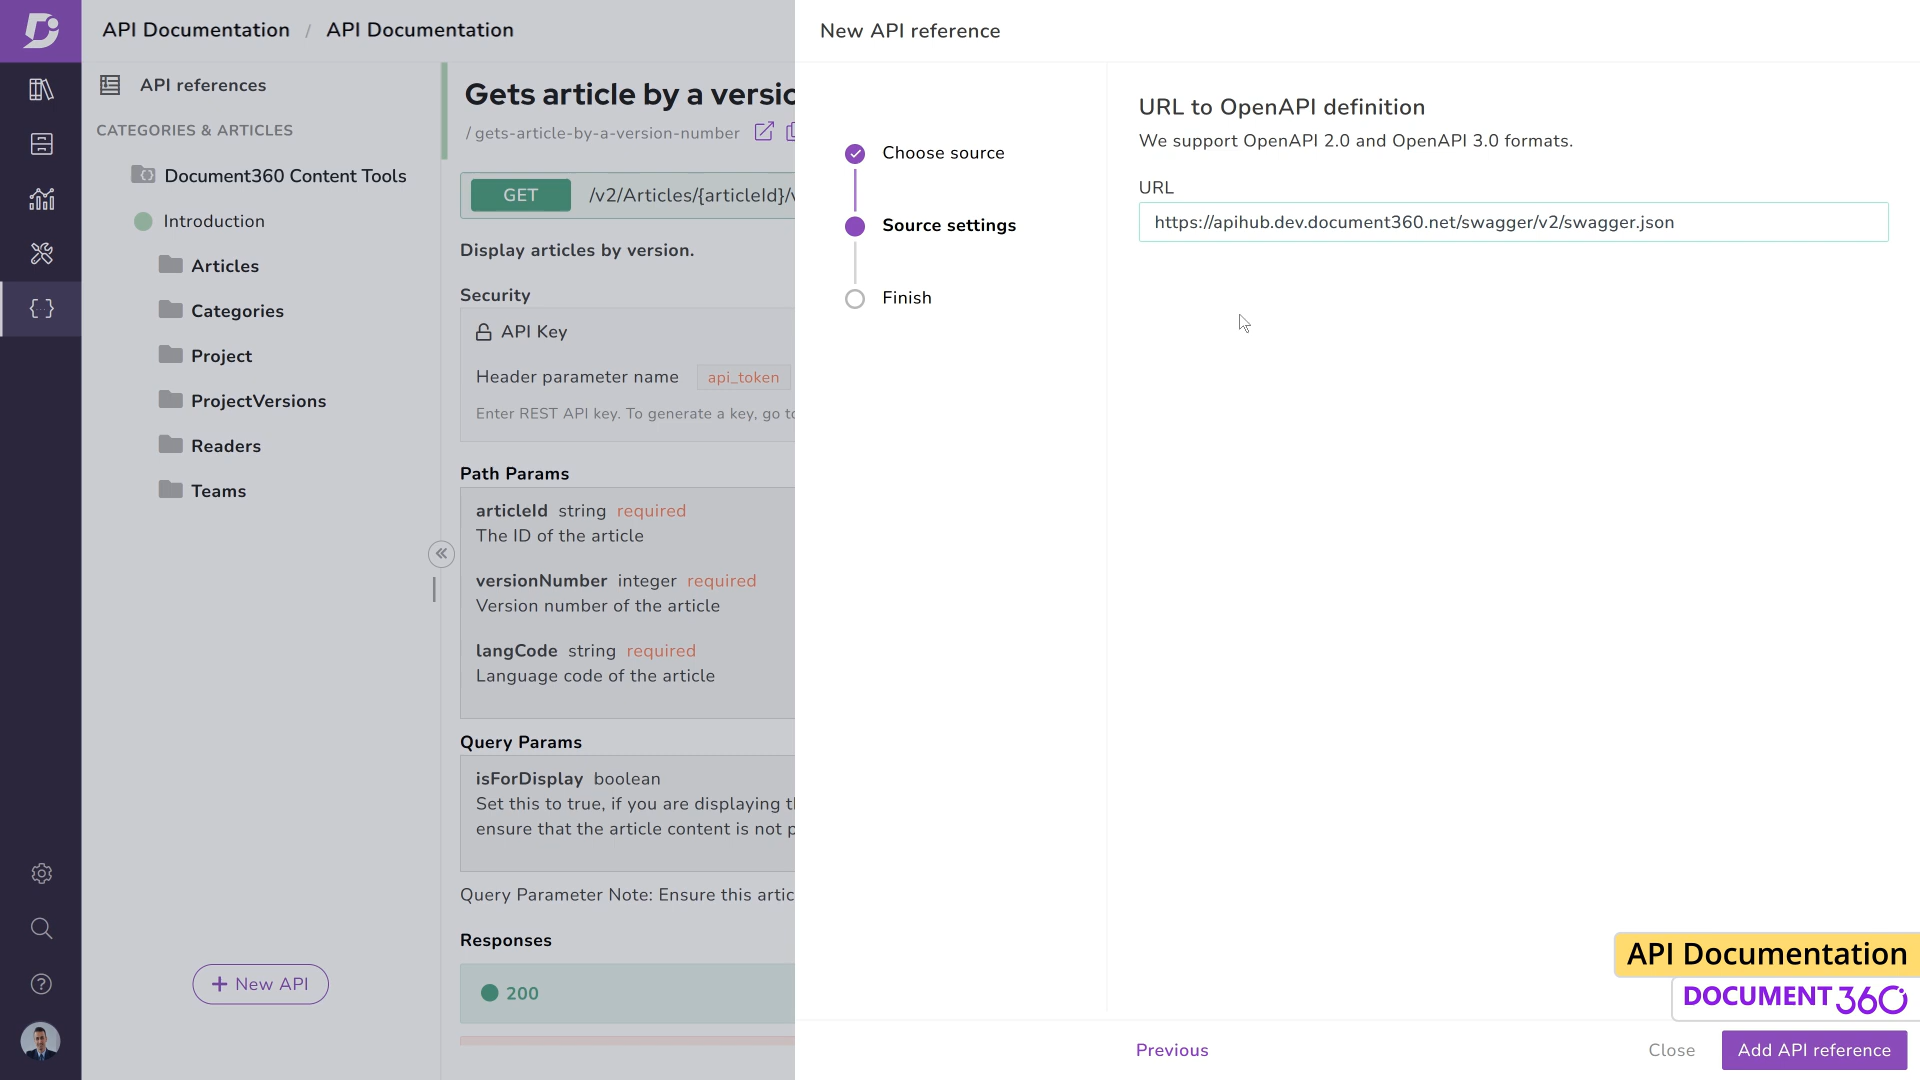 API Documentation / API Documentation
API references
CATEGORIES & ARTICLES
Document360 Content Tools
Introduction
Articles
Categories
Project
ProjectVersions
Readers
Teams
+ New API
Gets article by a versio
/ gets-article-by-a-version-number
GET /v2/Articles/{articleId}/
Display articles by version.
Security
API Key
Header parameter name api_token
Enter REST API key. To generate a key, go to
Path Params
articleId string required
The ID of the article
versionNumber integer required
Version number of the article
langCode string required
Language code of the article
Query Params
isForDisplay boolean
Set this to true, if you are displaying t
ensure that the article content is not p
Query Parameter Note: Ensure this artic
Responses
200
New API reference
Choose source
Source settings
Finish
URL to OpenAPI definition
We support OpenAPI 2.0 and OpenAPI 3.0 formats.
URL
https://apihub.dev.document360.net/swagger/v2/swagger.json
API Documentation
DOCUMENT360
Previous
Close
Add API reference